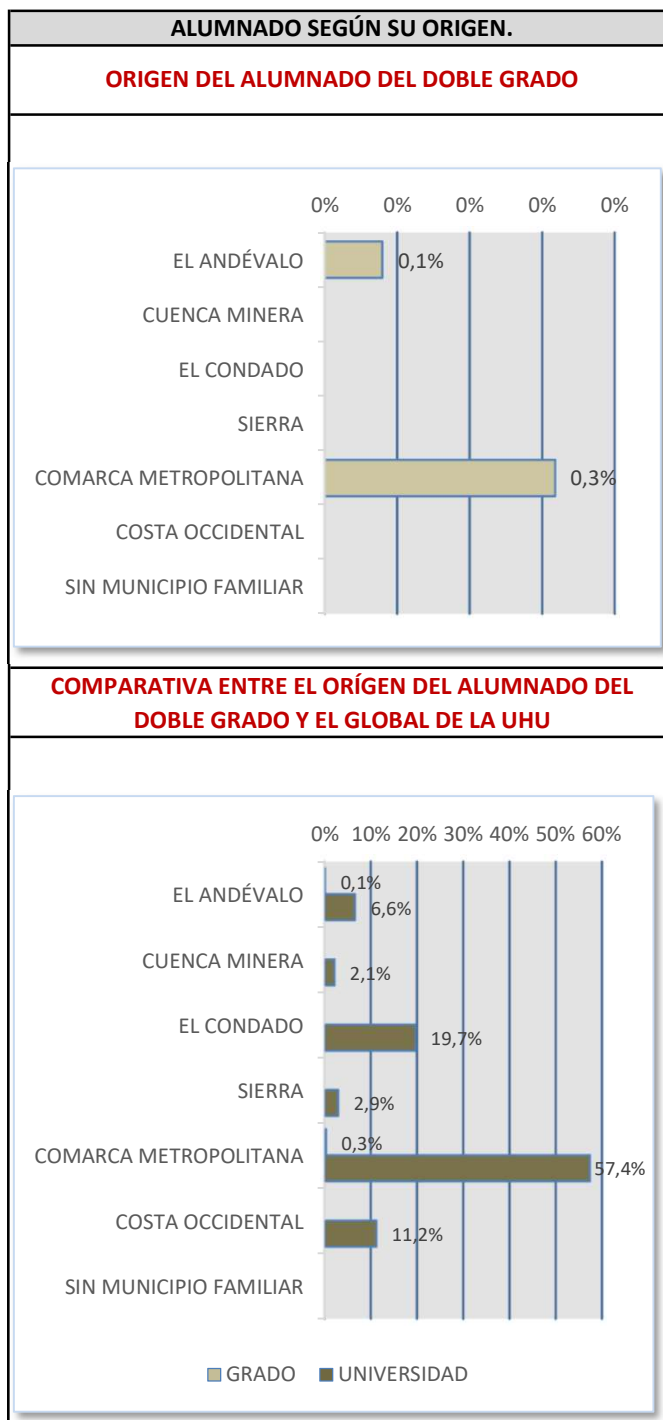 ALUMNADO SEGÚN SU ORIGEN.
ORIGEN DEL ALUMNADO DEL DOBLE GRADO
0% 0% 0% 0% 0%
EL ANDÉVALO 0,1%
CUENCA MINERA
EL CONDADO
SIERRA
COMARCA METROPOLITANA 0,3%
COSTA OCCIDENTAL
SIN MUNICIPIO FAMILIAR
COMPARATIVA ENTRE EL ORÍGEN DEL ALUMNADO DEL
DOBLE GRADO Y EL GLOBAL DE LA UHU
0% 10% 20% 30% 40% 50% 60%
0,1%
EL ANDÉVALO 6,6%
CUENCA MINERA 2,1%
EL CONDADO 19,7%
SIERRA 2,9%
0,3%
COMARCA METROPOLITANA 57,4%
COSTA OCCIDENTAL 11,2%
SIN MUNICIPIO FAMILIAR
GRADO UNIVERSIDAD